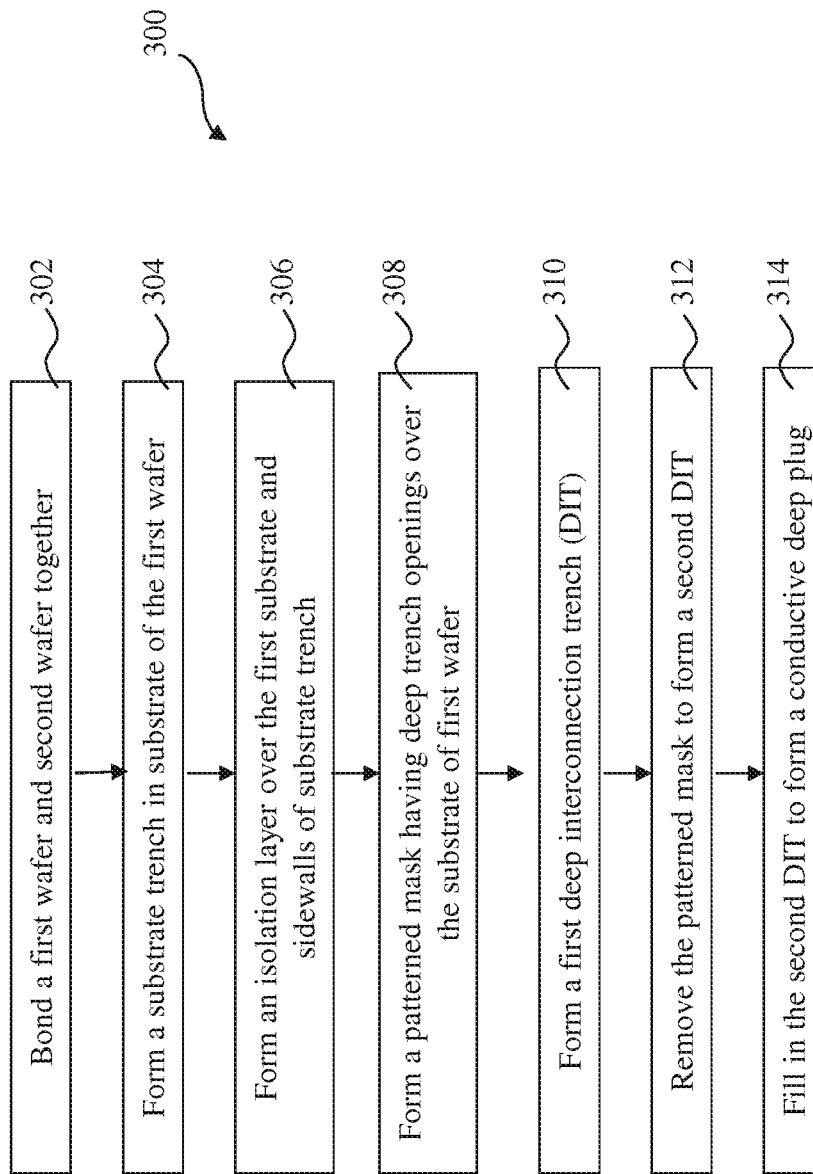 300
Bond a first wafer and second wafer together
302
Form a substrate trench in substrate of the first wafer
304
Form an isolation layer over the first substrate and
sidewalls of substrate trench
306
Form a patterned mask having deep trench openings over
the substrate of first wafer
308
Form a first deep interconnection trench (DIT)
310
Remove the patterned mask to form a second DIT
312
Fill in the second DIT to form a conductive deep plug
314